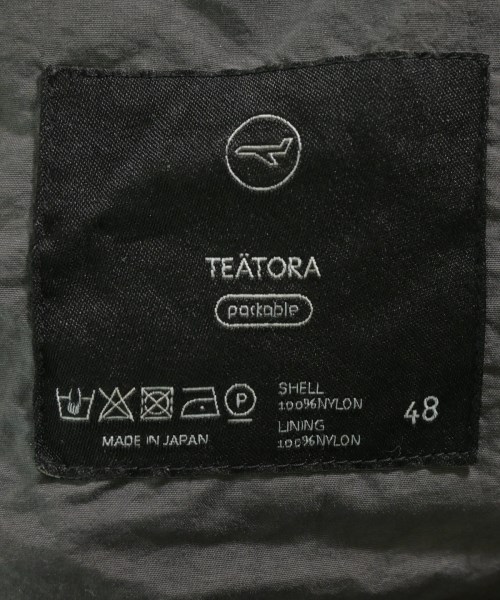 TEÄTORA
packable
P
MADE IN JAPAN
SHELL
100%NYLON
LINING
100%NYLON
48